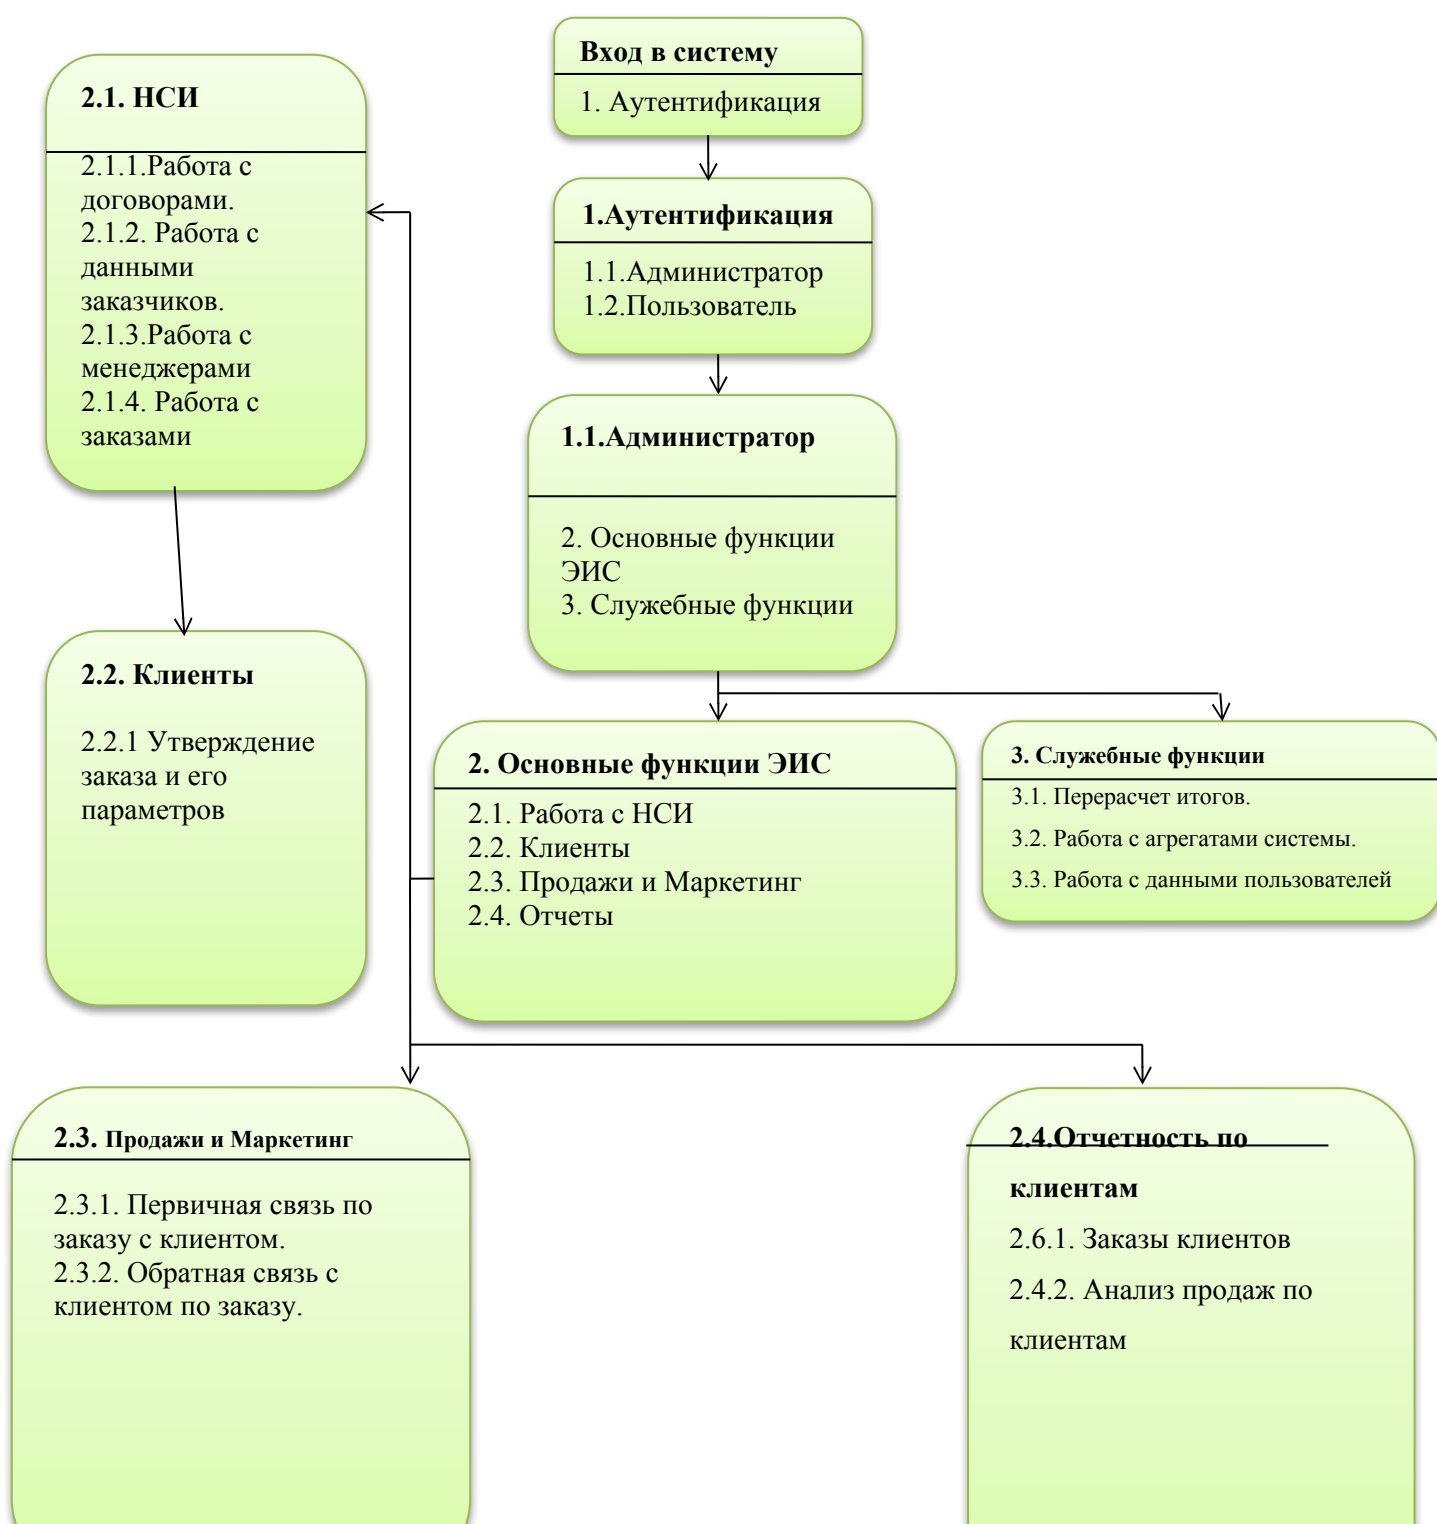 Вход в систему
1. Аутентификация
2.1. НСИ
2.1.1.Работа с
договорами.
2.1.2. Работа с
данными
заказчиков.
2.1.3.Работа с
менеджерами
2.1.4. Работа с
заказами
1.Аутентификация
1.1.Администратор
1.2.Пользователь
1.1.Администратор
2. Основные функции
ЭИС
3. Служебные функции
2.2. Клиенты
2.2.1 Утверждение
заказа и его
параметров
2. Основные функции ЭИС
2.1. Работа с НСИ
2.2. Клиенты
2.3. Продажи и Маркетинг
2.4. Отчеты
3. Служебные функции
3.1. Перерасчет итогов.
3.2. Работа с агрегатами системы.
3.3. Работа с данными пользователей
2.3. Продажи и Маркетинг
2.3.1. Первичная связь по
заказу с клиентом.
2.3.2. Обратная связь с
клиентом по заказу.
2.4.Отчетность по
клиентам
2.6.1. Заказы клиентов
2.4.2. Анализ продаж по
клиентам